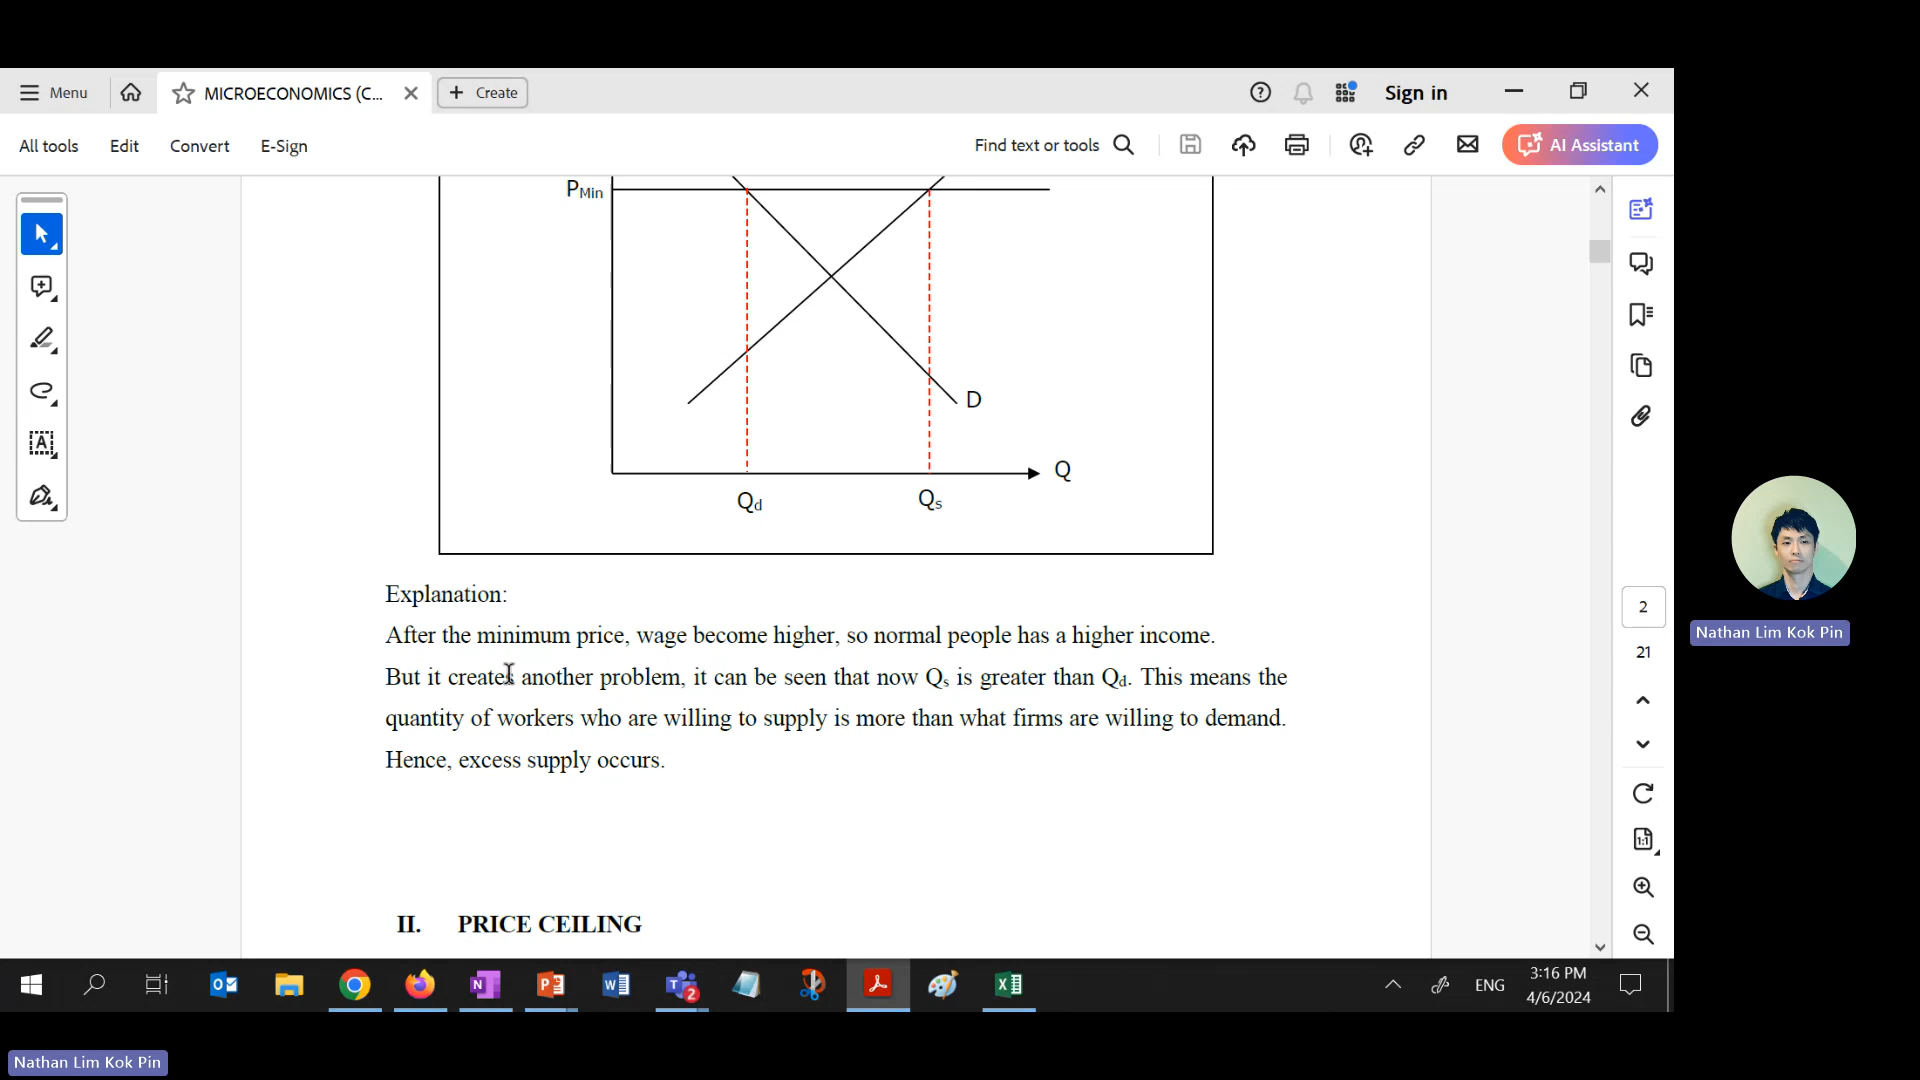 Menu
MICROECONOMICS (C...
Create
Sign in
All tools
Edit
Convert
E-Sign
Find text or tools
AI Assistant
PMin
D
Q
Qd
Qs
Explanation:
After the minimum price, wage become higher, so normal people has a higher income.
But it creates another problem, it can be seen that now Qs is greater than Qd. This means the
quantity of workers who are willing to supply is more than what firms are willing to demand.
Hence, excess supply occurs.
II. PRICE CEILING
2
21
Nathan Lim Kok Pin
ENG
3:16 PM
4/6/2024
Nathan Lim Kok Pin